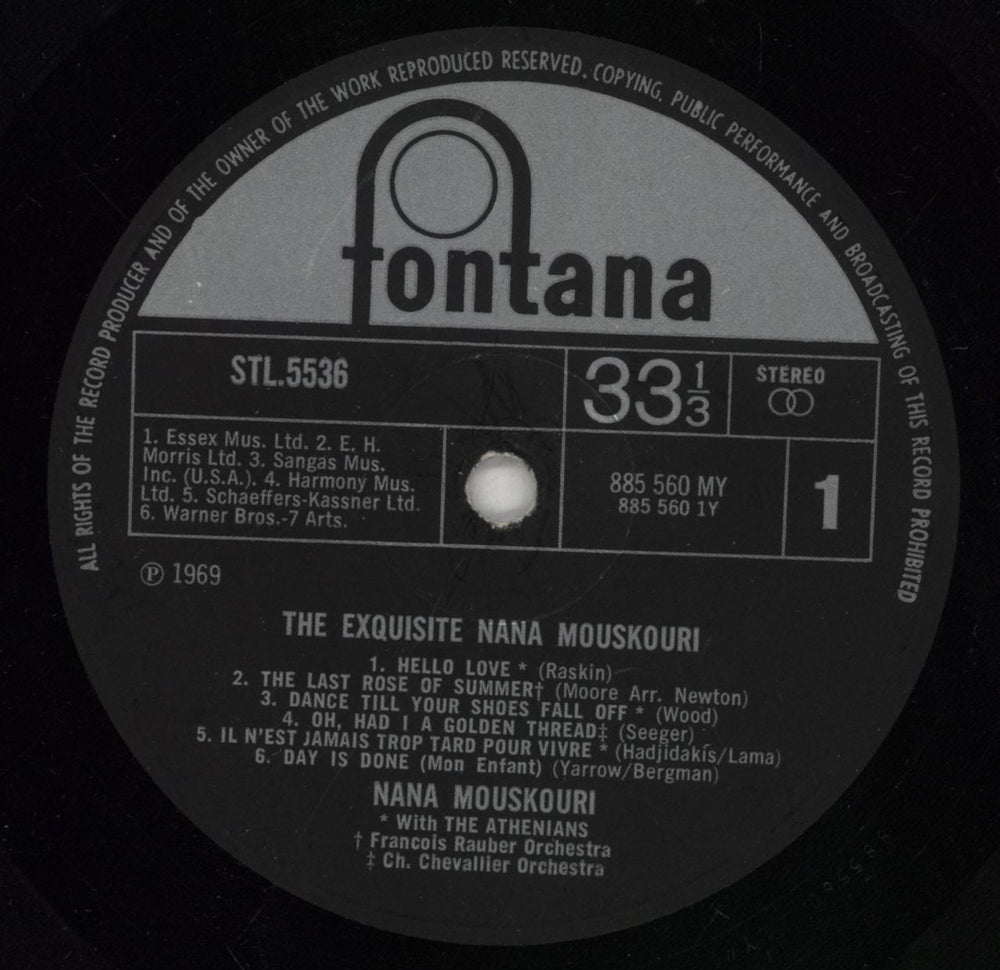 ALL RIGHTS OF THE RECORD PRODUCER AND OF THE OWNER OF THE WORK REPRODUCED RESERVED. COPYING, PUBLIC PERFORMANCE AND BROADCASTING OF THIS RECORD PROHIBITED
fontana
STL.5536
33⅓
STEREO
1. Essex Mus. Ltd. 2. E. H.
Morris Ltd. 3. Sangas Mus.
Inc. (U.S.A.). 4. Harmony Mus.
Ltd. 5. Schaeffers-Kassner Ltd.
6. Warner Bros.-7 Arts.
885 560 MY
885 560 1Y
1
℗ 1969
THE EXQUISITE NANA MOUSKOURI
1. HELLO LOVE * (Raskin)
2. THE LAST ROSE OF SUMMER† (Moore Arr. Newton)
3. DANCE TILL YOUR SHOES FALL OFF * (Wood)
4. OH, HAD I A GOLDEN THREAD‡ (Seeger)
5. IL N'EST JAMAIS TROP TARD POUR VIVRE * (Hadjidakis/Lama)
6. DAY IS DONE (Mon Enfant) (Yarrow/Bergman)
NANA MOUSKOURI
* With THE ATHENIANS
† Francois Rauber Orchestra
‡ Ch. Chevallier Orchestra